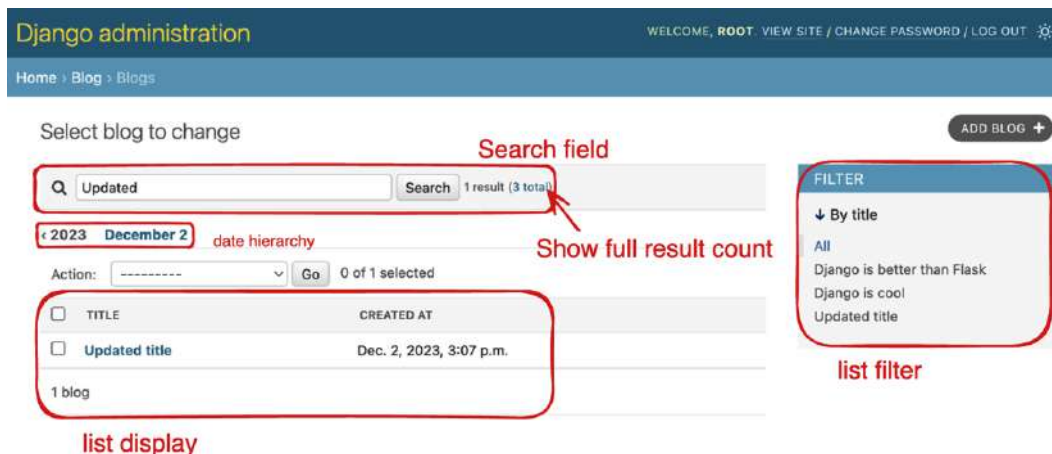 Django administration
WELCOME, ROOT. VIEW SITE / CHANGE PASSWORD / LOG OUT
Home › Blog › Blogs
Select blog to change
ADD BLOG +
Search field
Updated
Search
1 result (3 total)
‹ 2023 December 2
date hierarchy
Show full result count
Action:
---------
Go
0 of 1 selected
TITLE CREATED AT
Updated title Dec. 2, 2023, 3:07 p.m.
1 blog
list display
FILTER
↓ By title
All
Django is better than Flask
Django is cool
Updated title
list filter